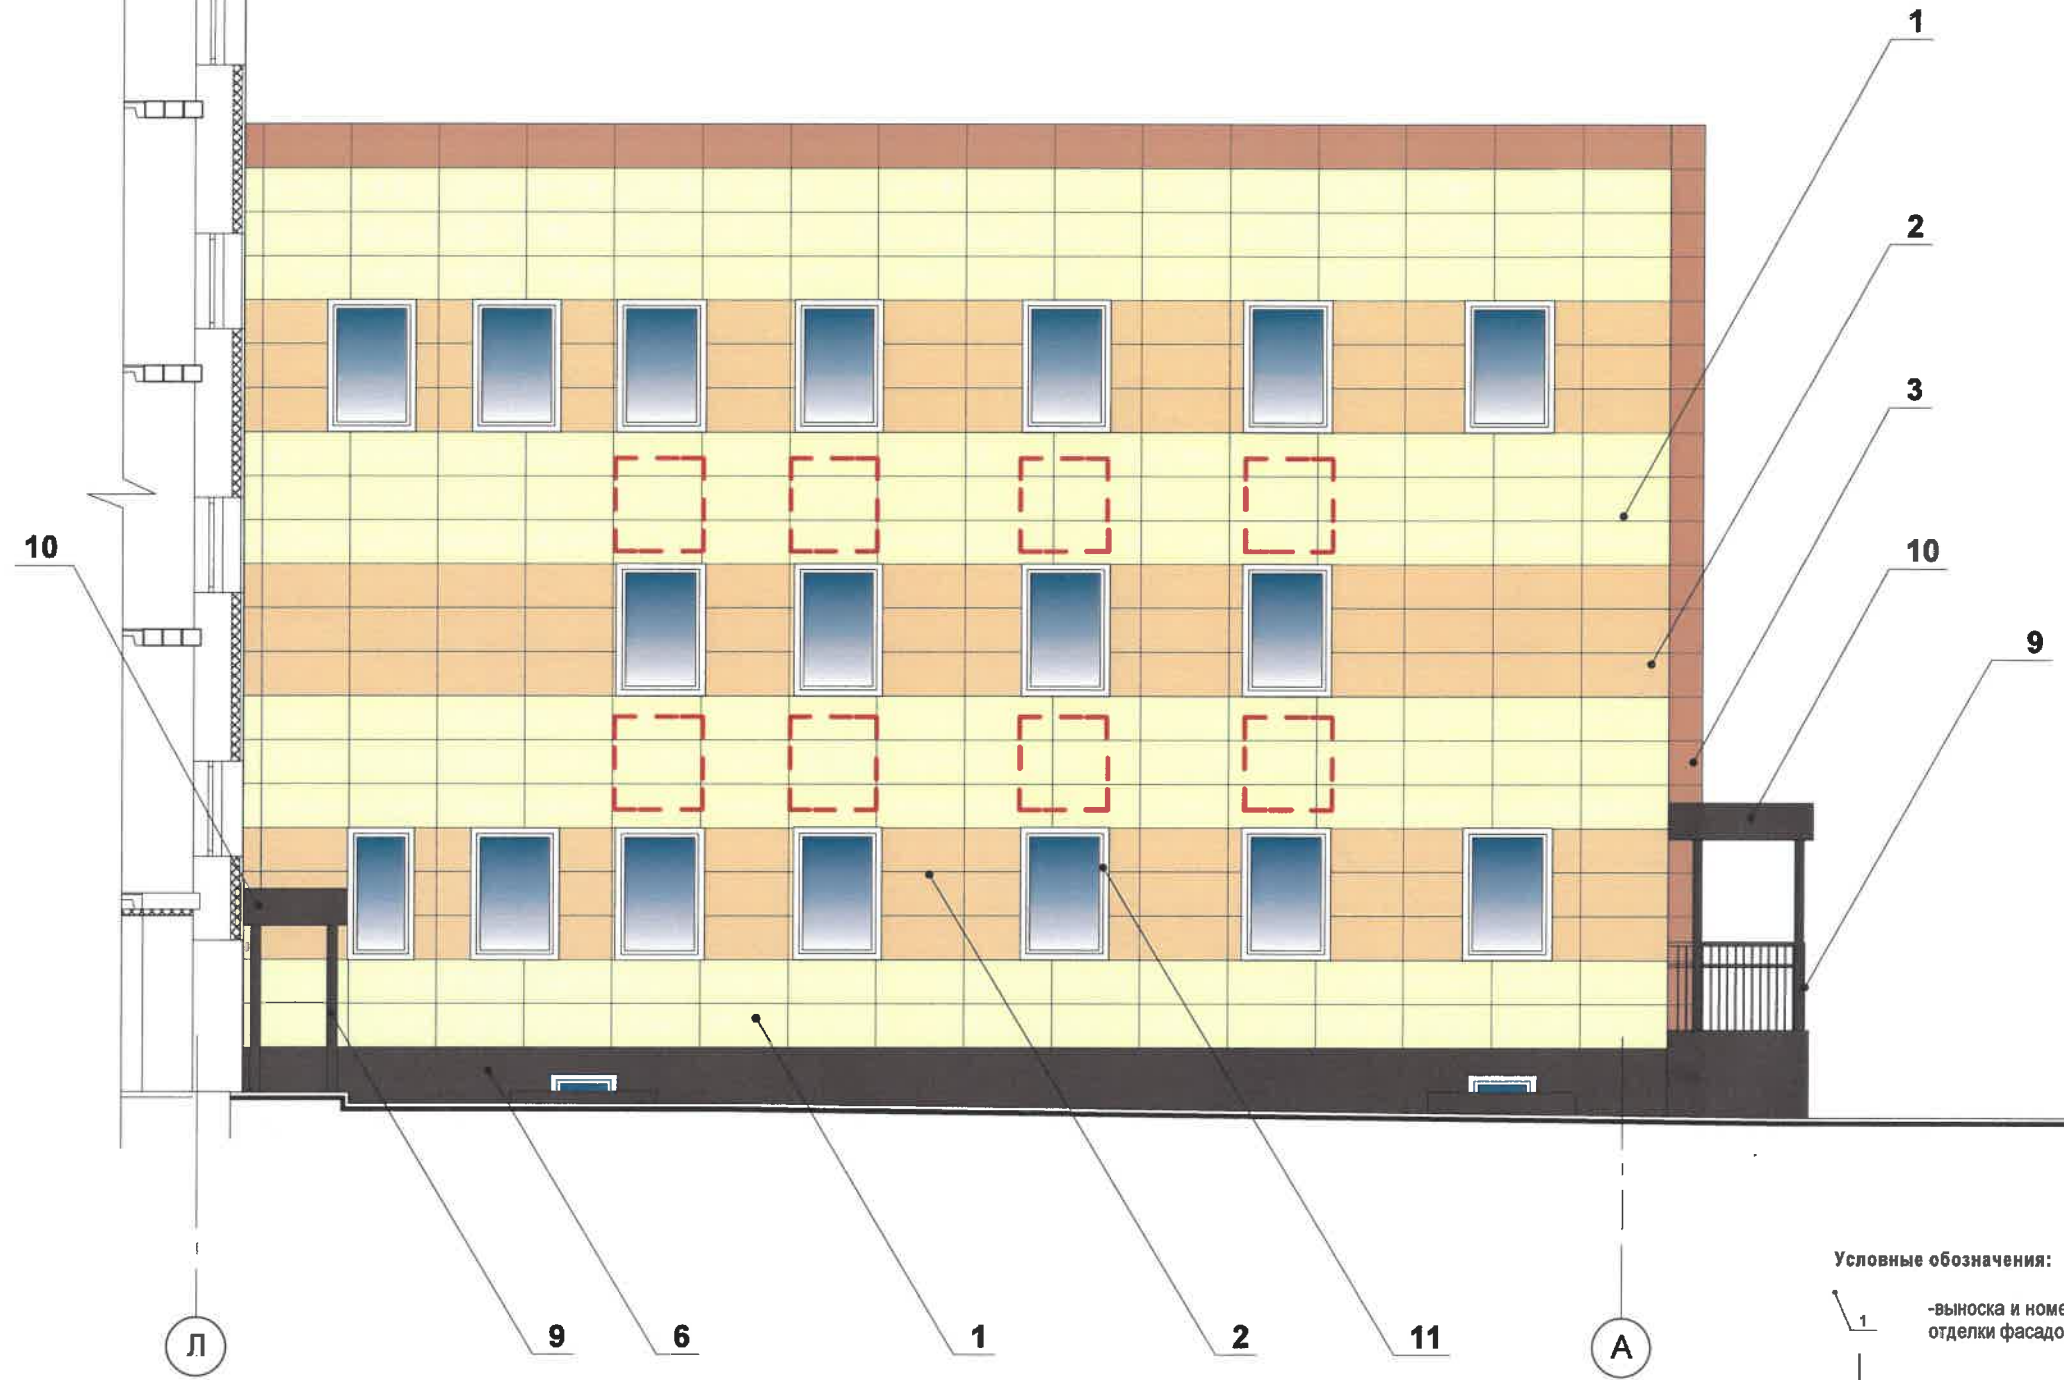 1
2
3
10
10
9
Условные обозначения:
1
-выноска и номе
отделки фасадо
9
6
1
2
11
Л
А